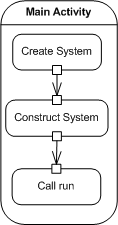 Main Activity
Create System
Construct System
Call run